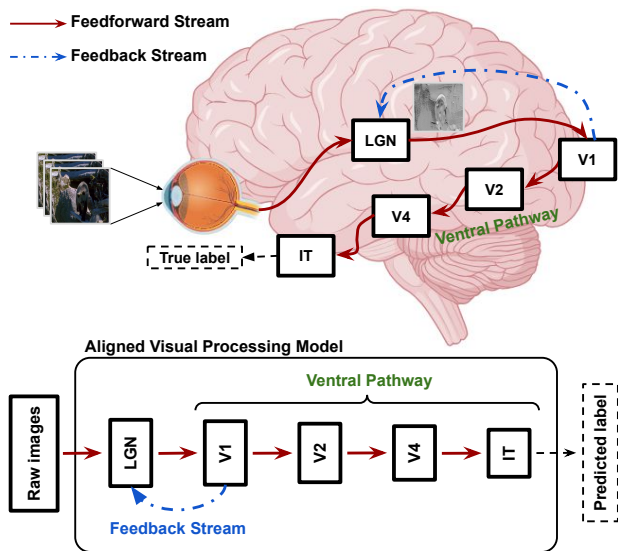 Feedforward Stream
Feedback Stream
LGN
V1
V2
V4
Ventral Pathway
IT
True label
Aligned Visual Processing Model
Ventral Pathway
Raw images
LGN
V1
V2
V4
IT
Predicted label
Feedback Stream